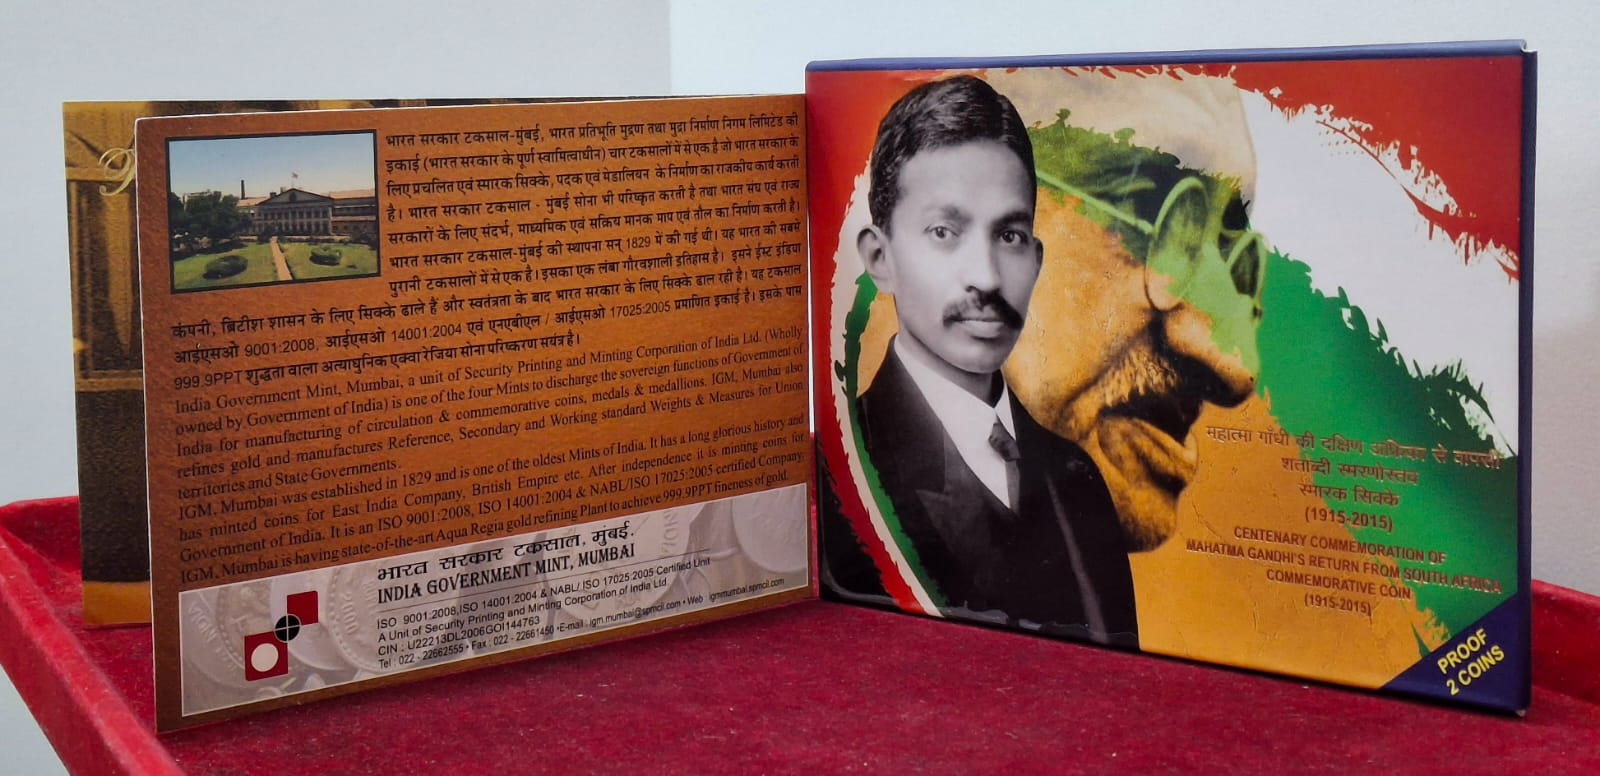 भारत सरकार टकसाल-मुंबई, भारत प्रतिभूति मुद्रण तथा मुद्रा निर्माण निगम लिमिटेड की
इकाई (भारत सरकार के पूर्ण स्वामित्वाधीन) चार टकसालों में से एक है जो भारत सरकार के
लिए प्रचलित एवं स्मारक सिक्के, पदक एवं मेडालियर के निर्माण का राजकीय कार्य करती
है। भारत सरकार टकसाल - मुंबई सोना भी परिष्कृत करती है तथा भारत संघ एवं राज्य
सरकारों के लिए संदर्भ, माध्यमिक एवं सक्रिय मानक माप एवं तौल का निर्माण करती है।
भारत सरकार टकसाल-मुंबई की स्थापना सन् 1829 में की गई थी। यह भारत की सबसे
पुरानी टकसालों में से एक है। इसका एक लंबा गौरवशाली इतिहास है। इसने ईस्ट इंडिया
कंपनी, ब्रिटीश शासन के लिए सिक्के ढाले हैं और स्वतंत्रता के बाद भारत सरकार के लिए सिक्के ढाल रही है। यह टकसाल
आईएसओ 9001:2008, आईएसओ 14001:2004 एवं एनएबीएल / आईएसओ 17025:2005 प्रमाणित इकाई है। इसके पास
999.9PPT शुद्धता वाला अत्याधुनिक एक्वा रेजिया सोना परिष्करण सयंत्र है।
India Government Mint, Mumbai, a unit of Security Printing and Minting Corporation of India Ltd. (Wholly
owned by Government of India) is one of the four Mints to discharge the sovereign functions of Government of
India for manufacturing of circulation & commemorative coins, medals & medallions. IGM, Mumbai also
refines gold and manufactures Reference, Secondary and Working standard Weights & Measures for Union
territories and State Governments.
IGM, Mumbai was established in 1829 and is one of the oldest Mints of India. It has a long glorious history and
has minted coins for East India Company, British Empire etc. After independence it is minting coins for
Government of India. It is an ISO 9001:2008, ISO 14001:2004 & NABL/ISO 17025:2005 certified Company.
IGM, Mumbai is having state-of-the-art Aqua Regia gold refining Plant to achieve 999.9PPT fineness of gold.
भारत सरकार टकसाल, मुंबई.
INDIA GOVERNMENT MINT, MUMBAI
ISO 9001:2008,ISO 14001:2004 & NABL/ ISO 17025:2005 Certified Unit
A Unit of Security Printing and Minting Corporation of India Ltd.
CIN : U22213DL2006GOI144763
Tel : 022 - 22662555 • Fax : 022 - 22661450 •E-mail : igm.mumbai@spmcil.com • Web : igmmumbai.spmcil.com
महात्मा गाँधी की दक्षिण अफ्रिका से वापसी
शताब्दी स्मरणोत्सव
स्मारक सिक्के
(1915-2015)
CENTENARY COMMEMORATION OF
MAHATMA GANDHI'S RETURN FROM SOUTH AFRICA
COMMEMORATIVE COIN
(1915-2015)
PROOF
2 COINS